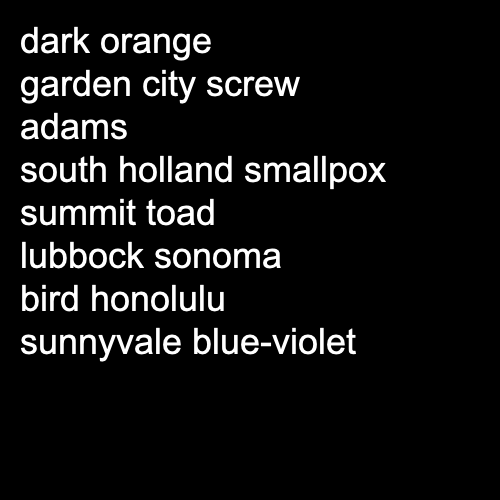 dark orange
garden city screw
adams
south holland smallpox
summit toad
lubbock sonoma
bird honolulu
sunnyvale blue-violet